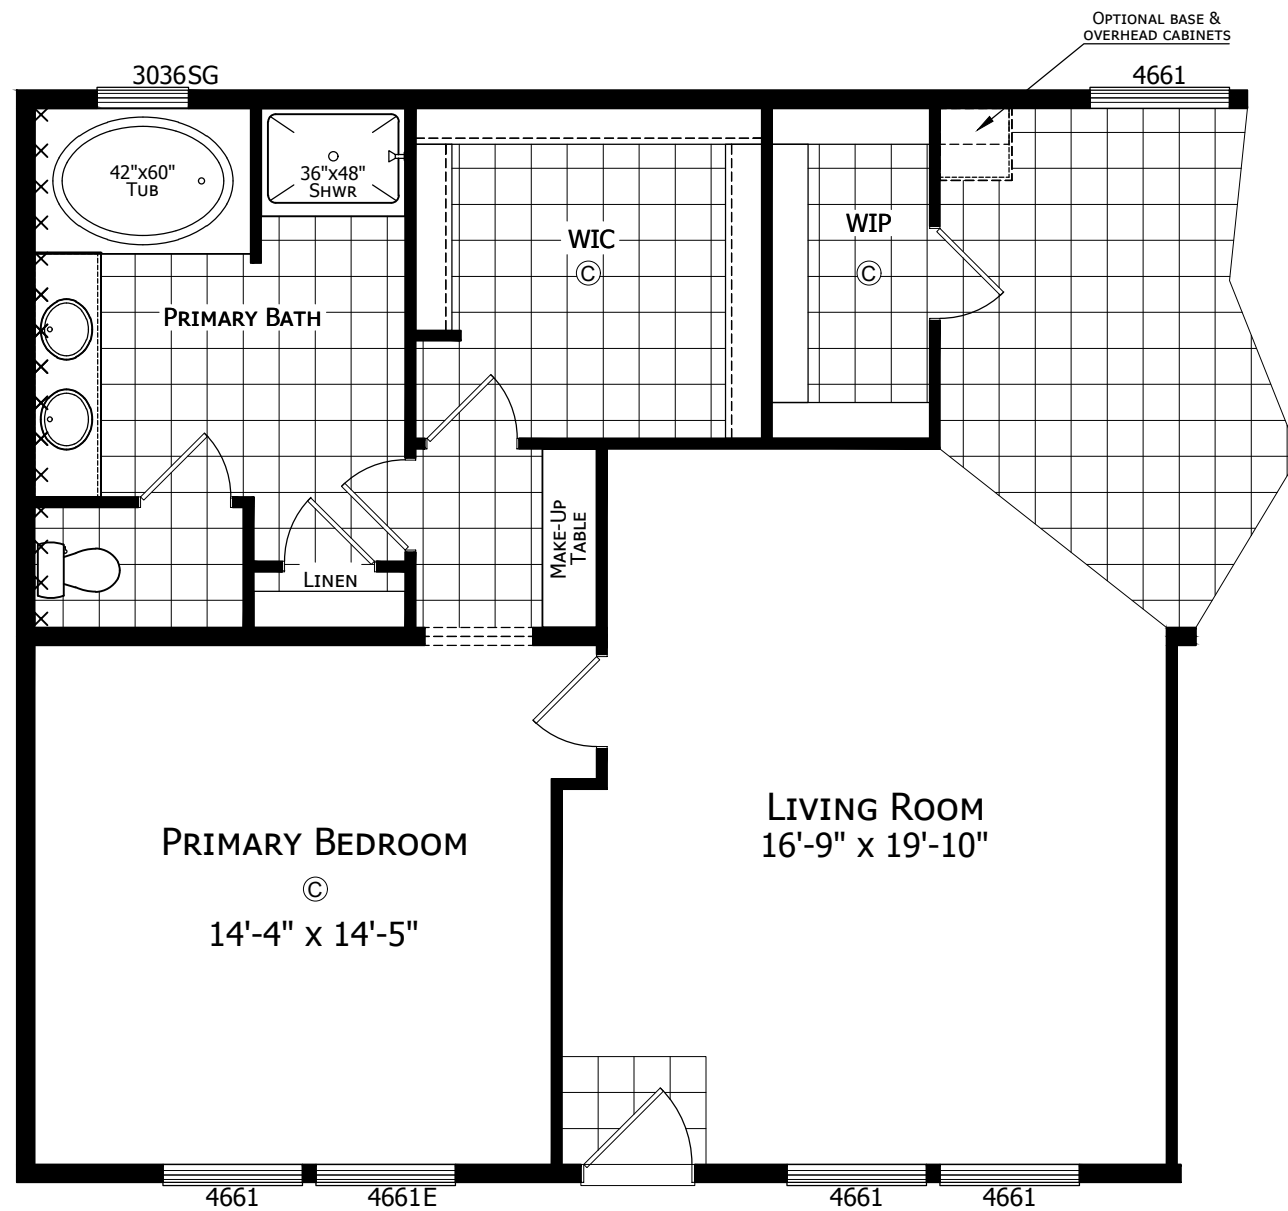 Optional base &
overhead cabinets
3036SG
4661
42"x60"
Tub
36"x48"
Shwr
WIC
C
WIP
C
Primary Bath
Make-Up
Table
Linen
Living Room
16'-9" x 19'-10"
Primary Bedroom
C
14'-4" x 14'-5"
4661
4661E
4661
4661